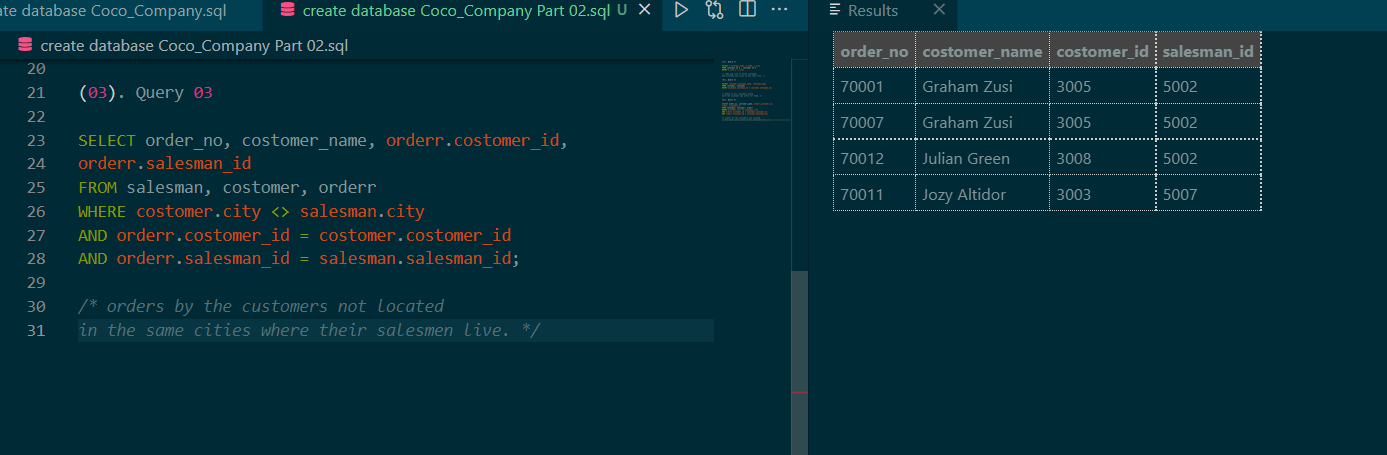 ate database Coco_Company.sql
create database Coco_Company Part 02.sql U
Results
create database Coco_Company Part 02.sql
20
21 (03). Query 03
22
23 SELECT order_no, costomer_name, orderr.costomer_id,
24 orderr.salesman_id
25 FROM salesman, costomer, orderr
26 WHERE costomer.city <> salesman.city
27 AND orderr.costomer_id = costomer.costomer_id
28 AND orderr.salesman_id = salesman.salesman_id;
29
30 /* orders by the customers not located
31 in the same cities where their salesmen live. */
order_no costomer_name costomer_id salesman_id
70001 Graham Zusi 3005 5002
70007 Graham Zusi 3005 5002
70012 Julian Green 3008 5002
70011 Jozy Altidor 3003 5007